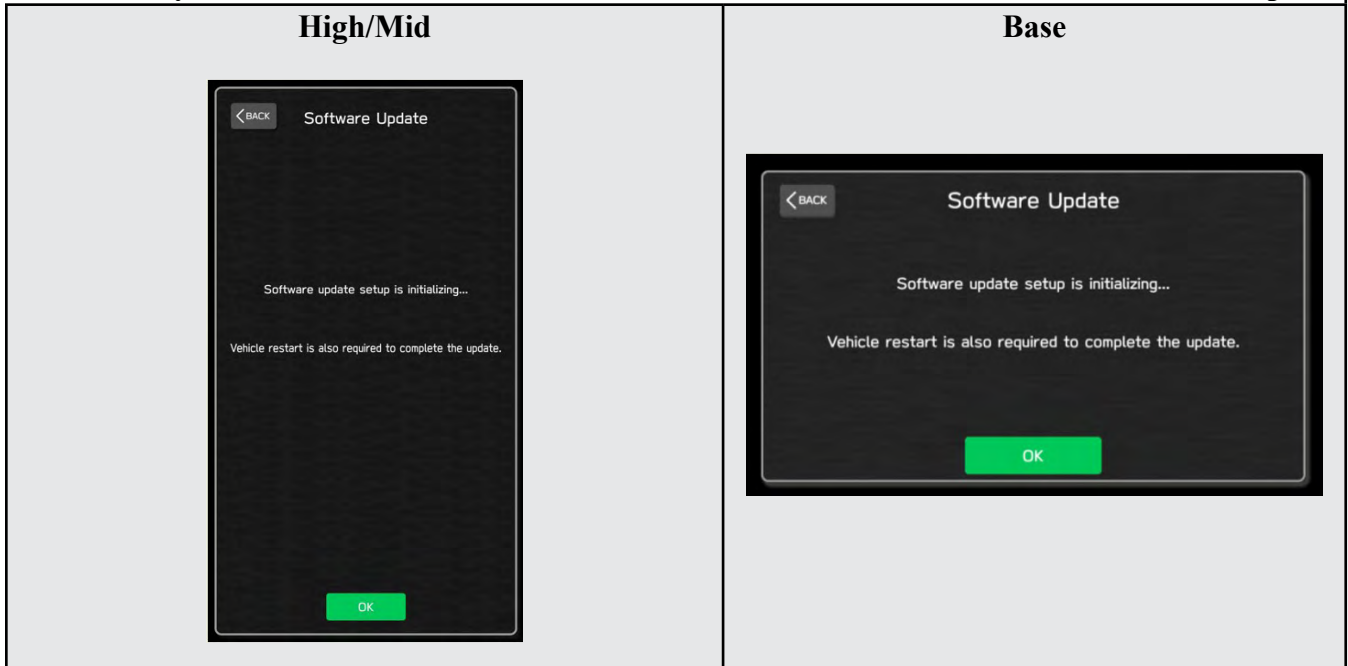 High/Mid
Base
BACK
Software Update
Software update setup is initializing...
Vehicle restart is also required to complete the update.
OK
BACK
Software Update
Software update setup is initializing...
Vehicle restart is also required to complete the update.
OK